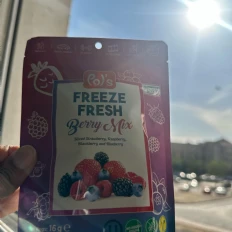 FREEZE
FRESH
Berry Mix
Sliced Strawberry, Raspberry,
Blackberry and Blueberry